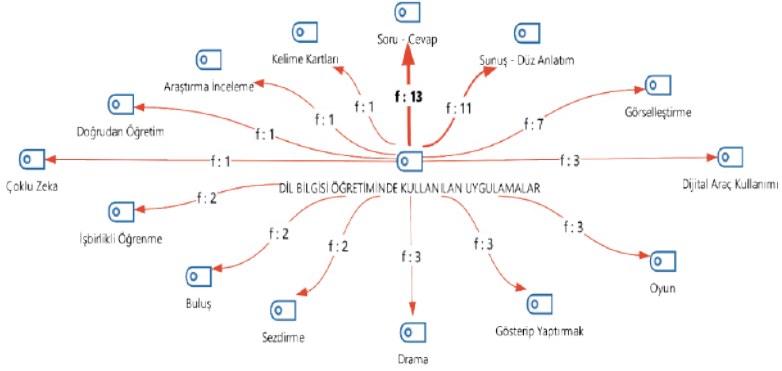 Soru - Cevap
Kelime Kartları
Sunuş - Düz Anlatım
Araştırma İnceleme
Görselleştirme
Doğrudan Öğretim
Çoklu Zeka
Dijital Araç Kullanımı
f : 13
f : 1
f : 11
f : 1
f : 7
f : 1
f : 1
f : 3
DİL BİLGİSİ ÖĞRETİMİNDE KULLANILAN UYGULAMALAR
f : 2
f : 3
f : 2
f : 2
f : 3
f : 3
İşbirlikli Öğrenme
Buluş
Oyun
Sezdirme
Gösterip Yaptırmak
Drama